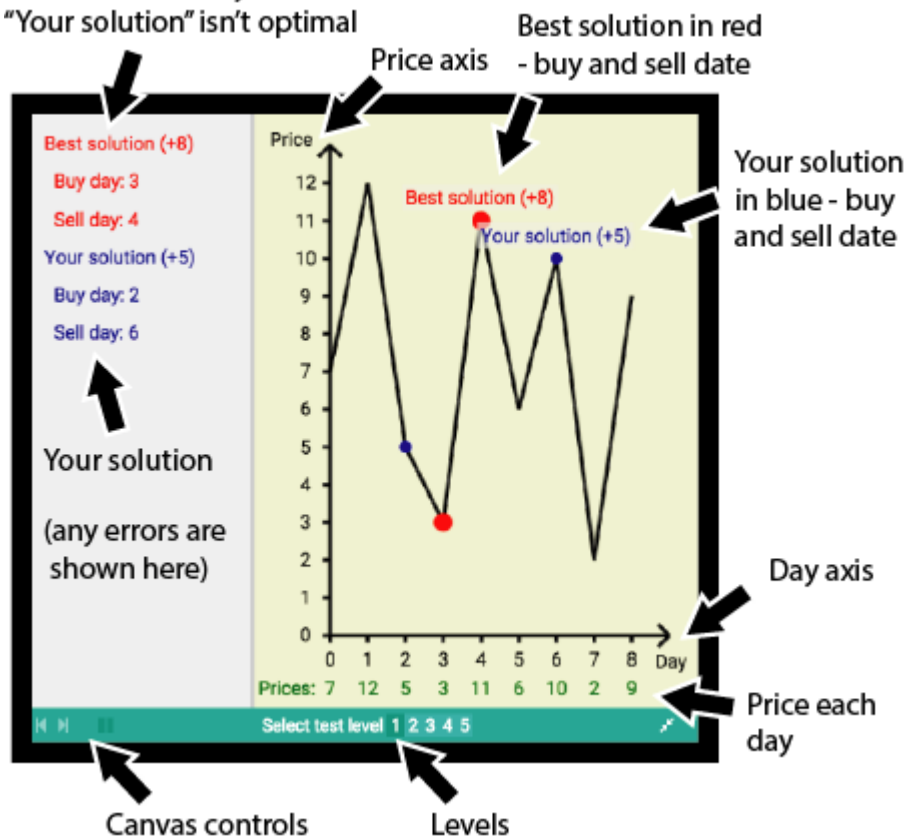 "Your solution" isn't optimal
Best solution in red
- buy and sell date
Price axis
Best solution (+8)
Buy day: 3
Sell day: 4
Your solution (+5)
Buy day: 2
Sell day: 6
Your solution
(any errors are
shown here)
Price
12
11
10
9
8
7
6
5
4
3
2
1
0
Best solution (+8)
Your solution (+5)
Your solution
in blue - buy
and sell date
Day axis
0 1 2 3 4 5 6 7 8 Day
Prices: 7 12 5 3 11 6 10 2 9
Price each
day
Select test level 1 2 3 4 5
Canvas controls
Levels